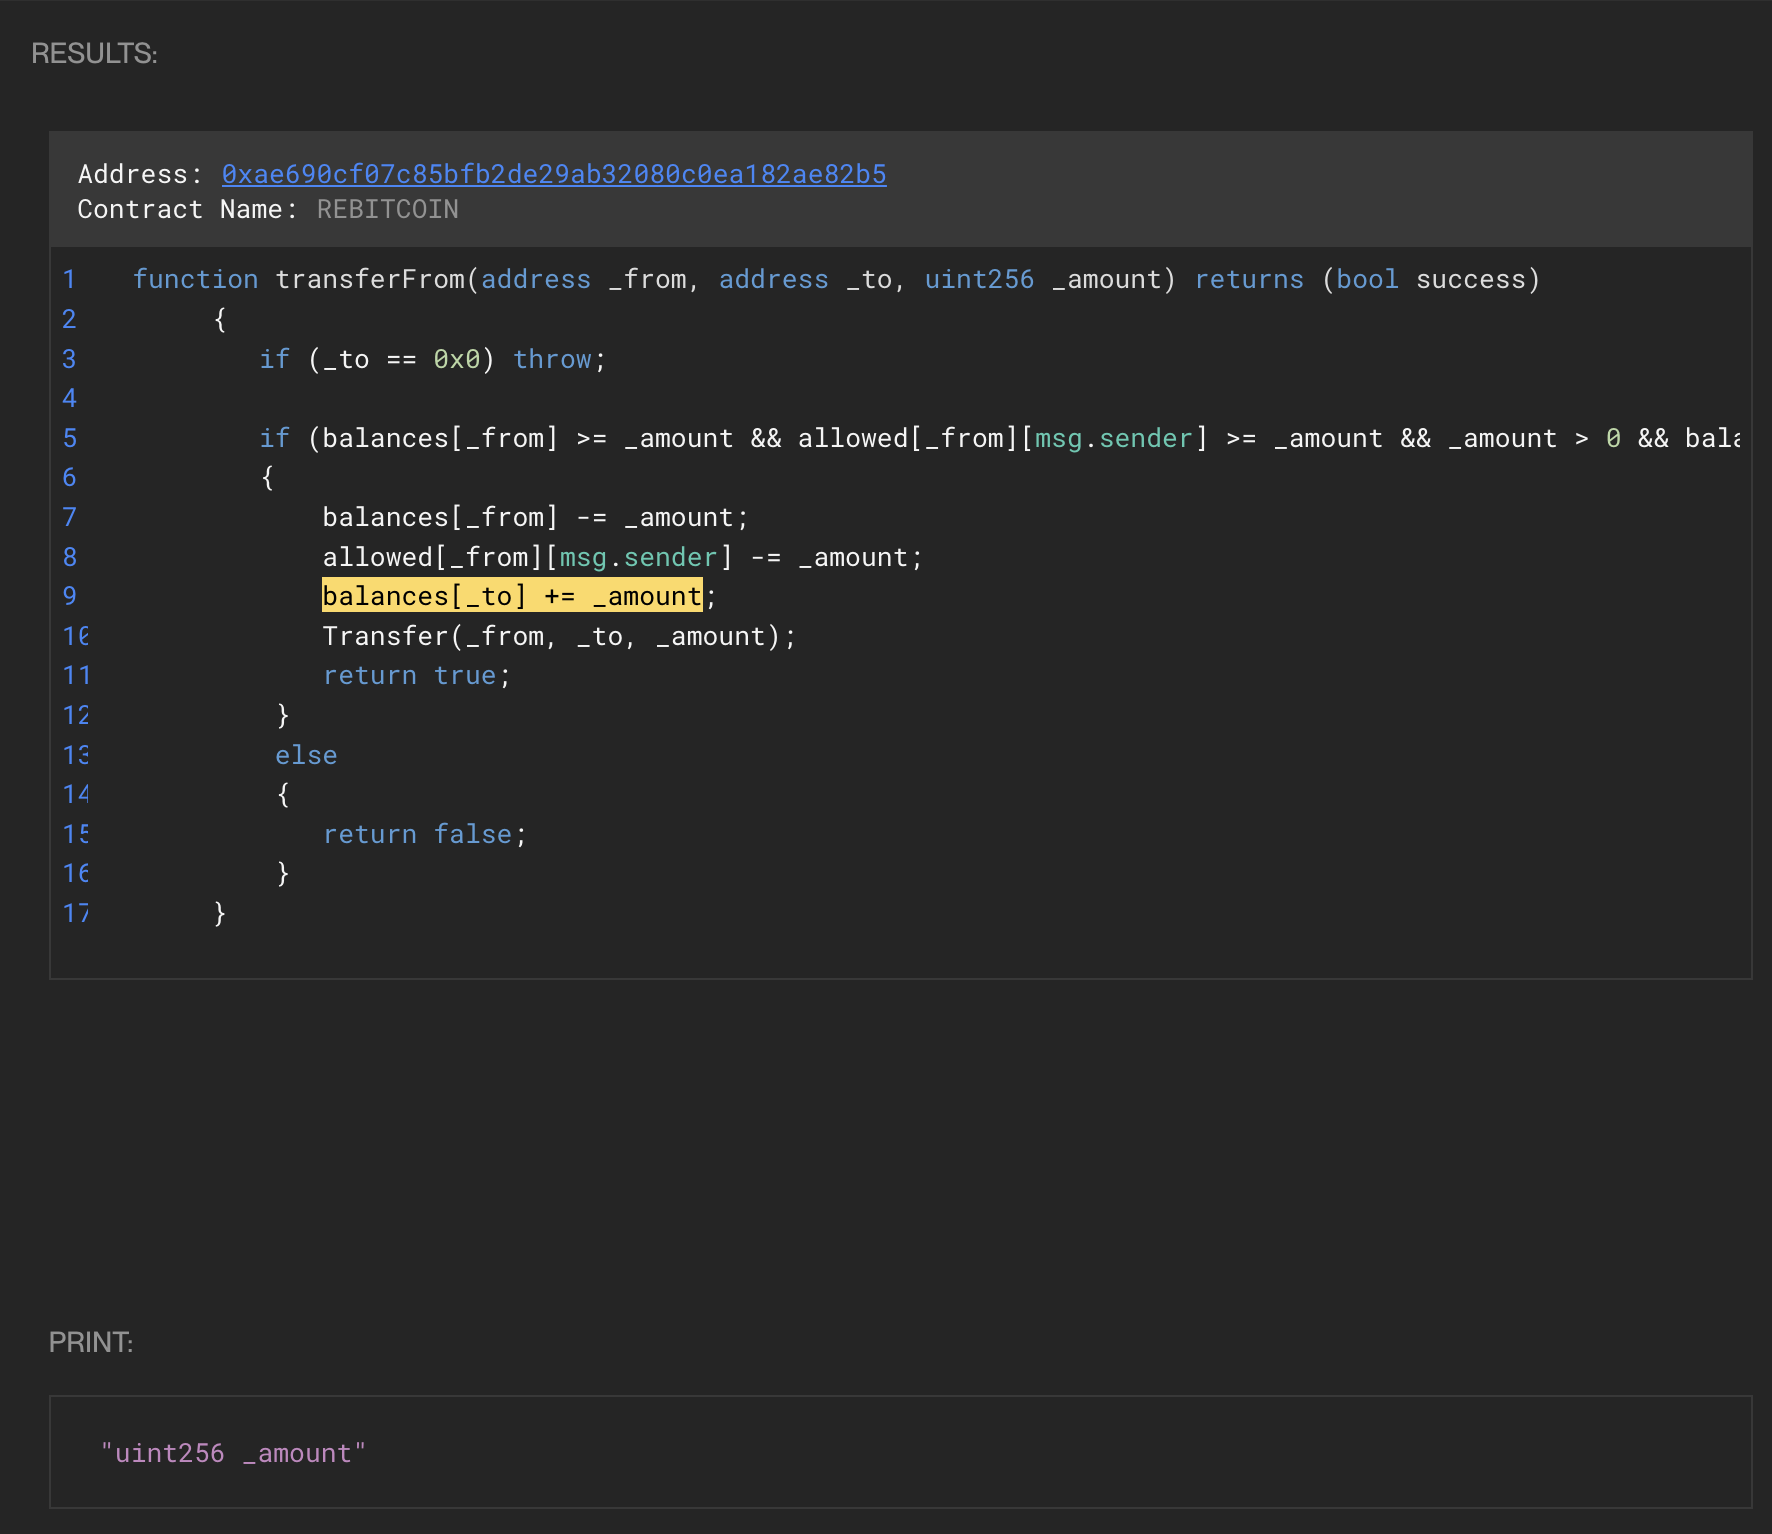 RESULTS:
Address: 0xae690cf07c85bfb2de29ab32080c0ea182ae82b5
Contract Name: REBITCOIN
1 function transferFrom(address _from, address _to, uint256 _amount) returns (bool success)
2 {
3 if (_to == 0x0) throw;
4
5 if (balances[_from] >= _amount && allowed[_from][msg.sender] >= _amount && _amount > 0 && bala
6 {
7 balances[_from] -= _amount;
8 allowed[_from][msg.sender] -= _amount;
9 balances[_to] += _amount;
10 Transfer(_from, _to, _amount);
11 return true;
12 }
13 else
14 {
15 return false;
16 }
17 }
PRINT:
"uint256 _amount"